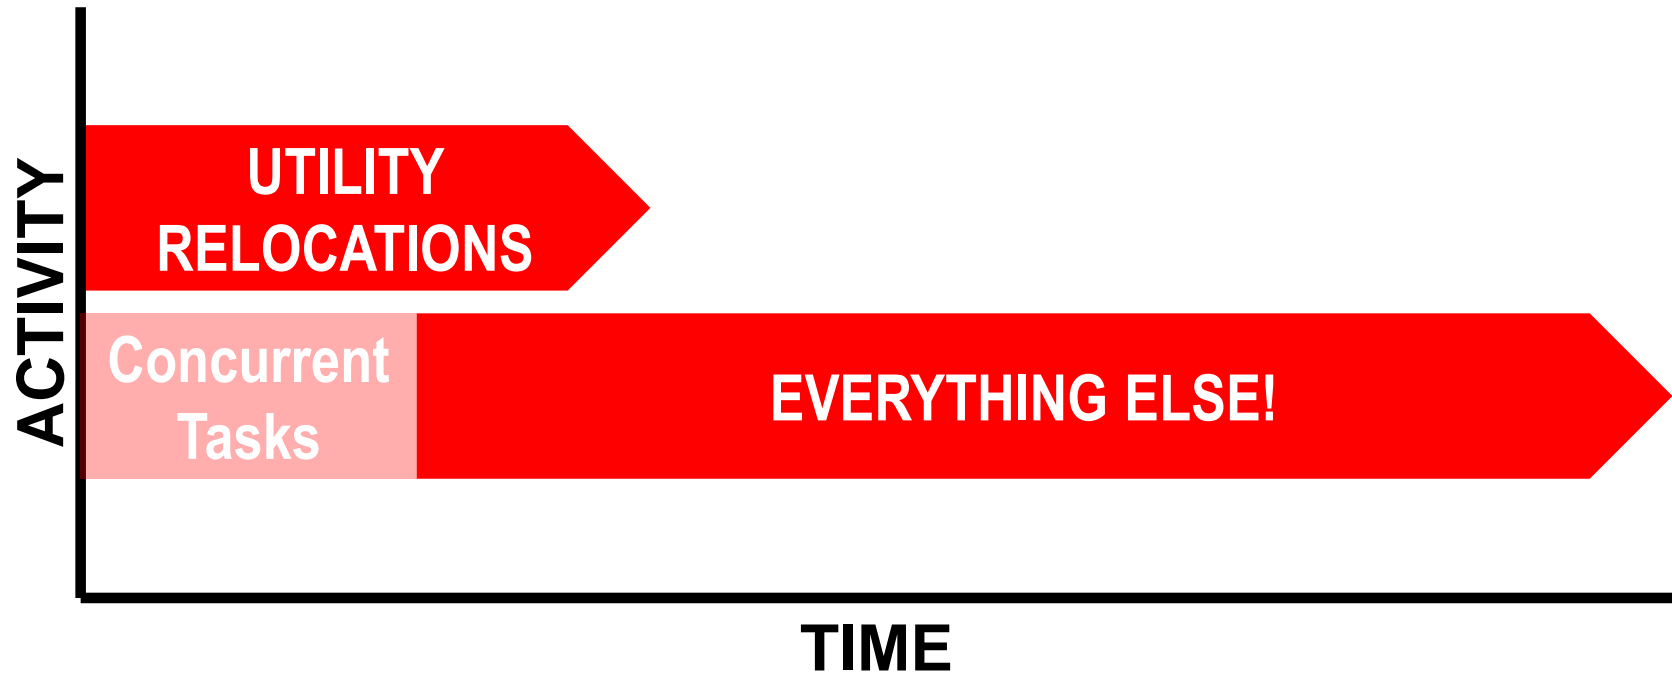 ACTIVITY
UTILITY
RELOCATIONS
Concurrent
Tasks
EVERYTHING ELSE!
TIME